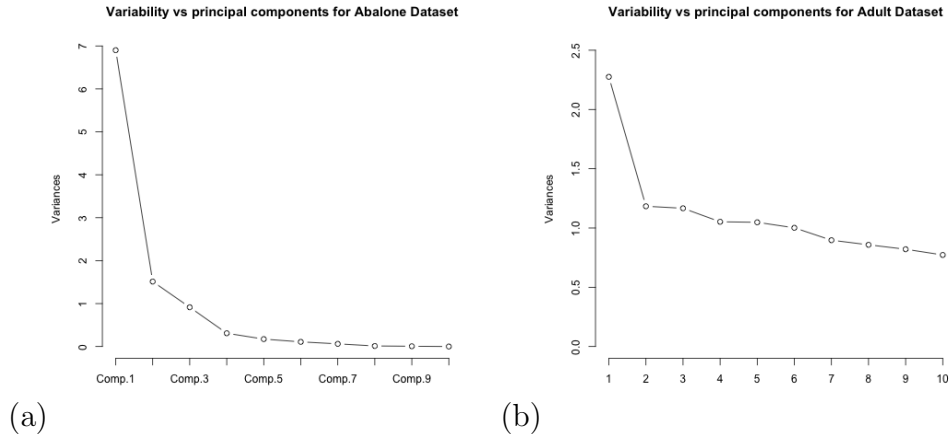 Variability vs principal components for Abalone Dataset
Variances
7
6
5
4
3
2
1
0
Comp.1 Comp.3 Comp.5 Comp.7 Comp.9
(a)
Variability vs principal components for Adult Dataset
Variances
2.5
2.0
1.5
1.0
0.5
0.0
1 2 3 4 5 6 7 8 9 10
(b)